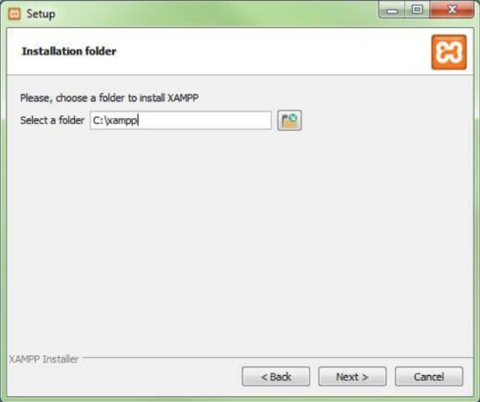 Setup
Installation folder
Please, choose a folder to install XAMPP
Select a folder C:\xampp
XAMPP Installer
< Back Next > Cancel